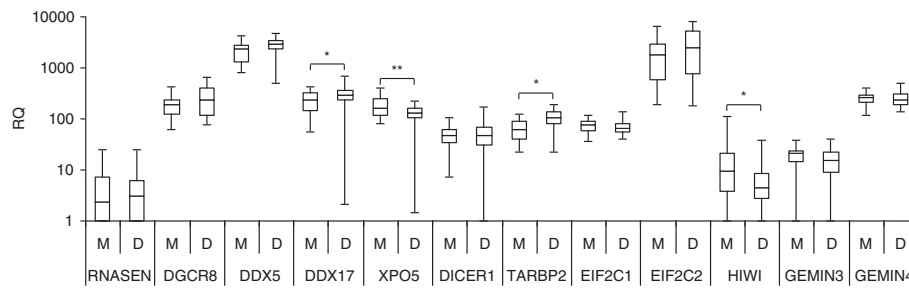 10000
1000
100
10
1
RQ
* ** * *
M D M D M D M D M D M D M D M D M D M D M D M D
RNASEN DGCR8 DDX5 DDX17 XPO5 DICER1 TARBP2 EIF2C1 EIF2C2 HIWI GEMIN3 GEMIN4